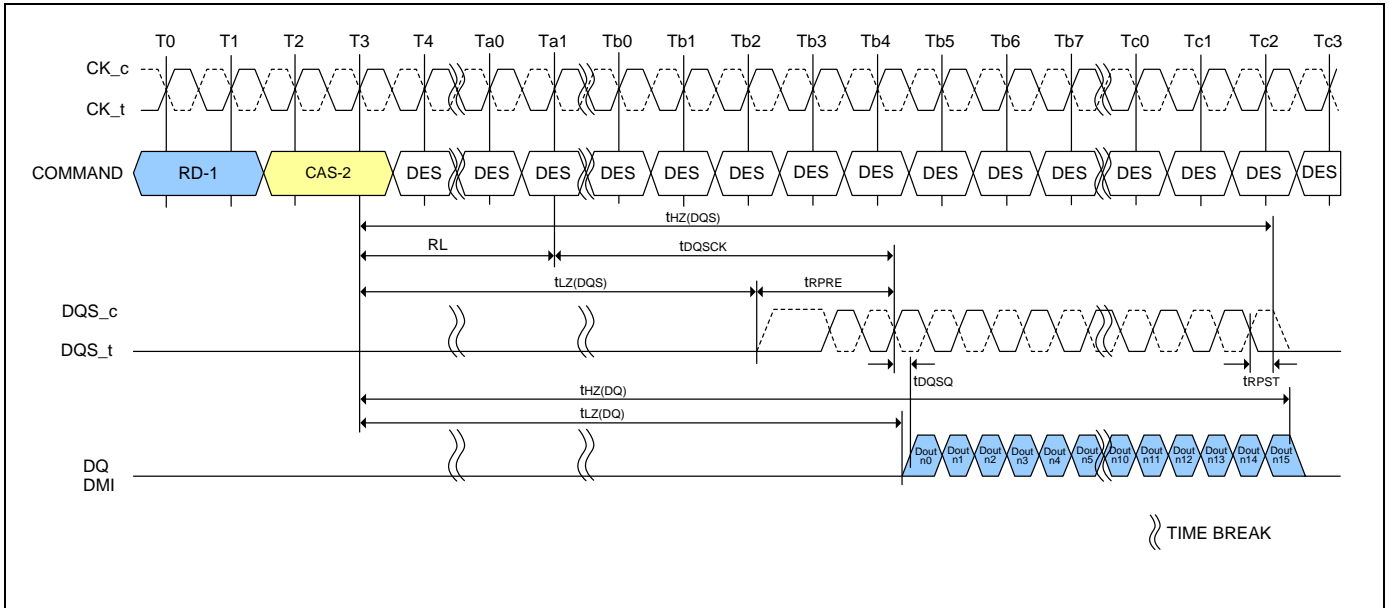 T0 T1 T2 T3 T4 Ta0 Ta1 Tb0 Tb1 Tb2 Tb3 Tb4 Tb5 Tb6 Tb7 Tc0 Tc1 Tc2 Tc3
CK_c
CK_t
COMMAND RD-1 CAS-2 DES DES DES DES DES DES DES DES DES DES DES DES DES DES DES
tHZ(DQS)
RL tDQSCK
tLZ(DQS) tRPRE
DQS_c
DQS_t
tDQSQ tRPST
tHZ(DQ)
tLZ(DQ)
Dout Dout Dout Dout Dout Dout Dout Dout Dout Dout Dout Dout
n0 n1 n2 n3 n4 n5 n10 n11 n12 n13 n14 n15
DQ
DMI
TIME BREAK